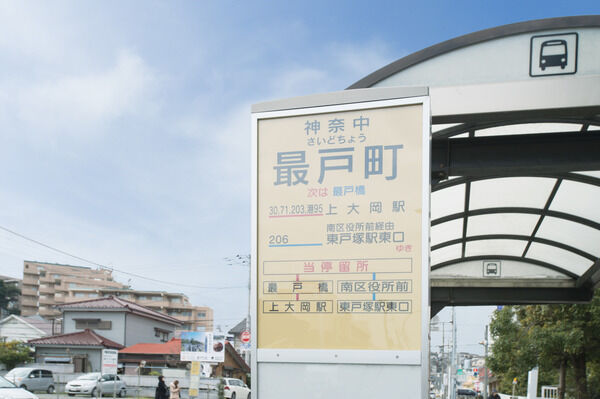 神奈中
さいどちょう
最戸町
次は 最戸橋
30.71.203.港95 上大岡駅
南区役所前経由
206 東戸塚駅東口
ゆき
当停留所
最戸橋 南区役所前
上大岡駅 東戸塚駅東口